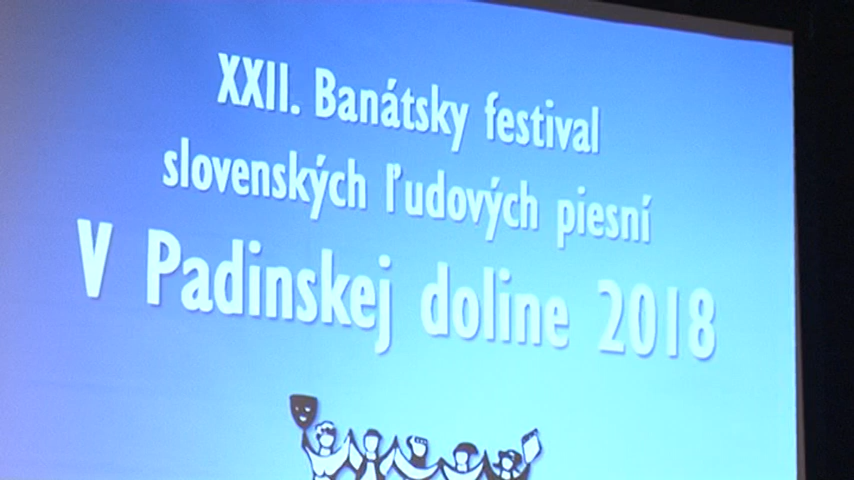 XXII. Banátsky festival
slovenských ľudových piesní
V Padinskej doline 2018